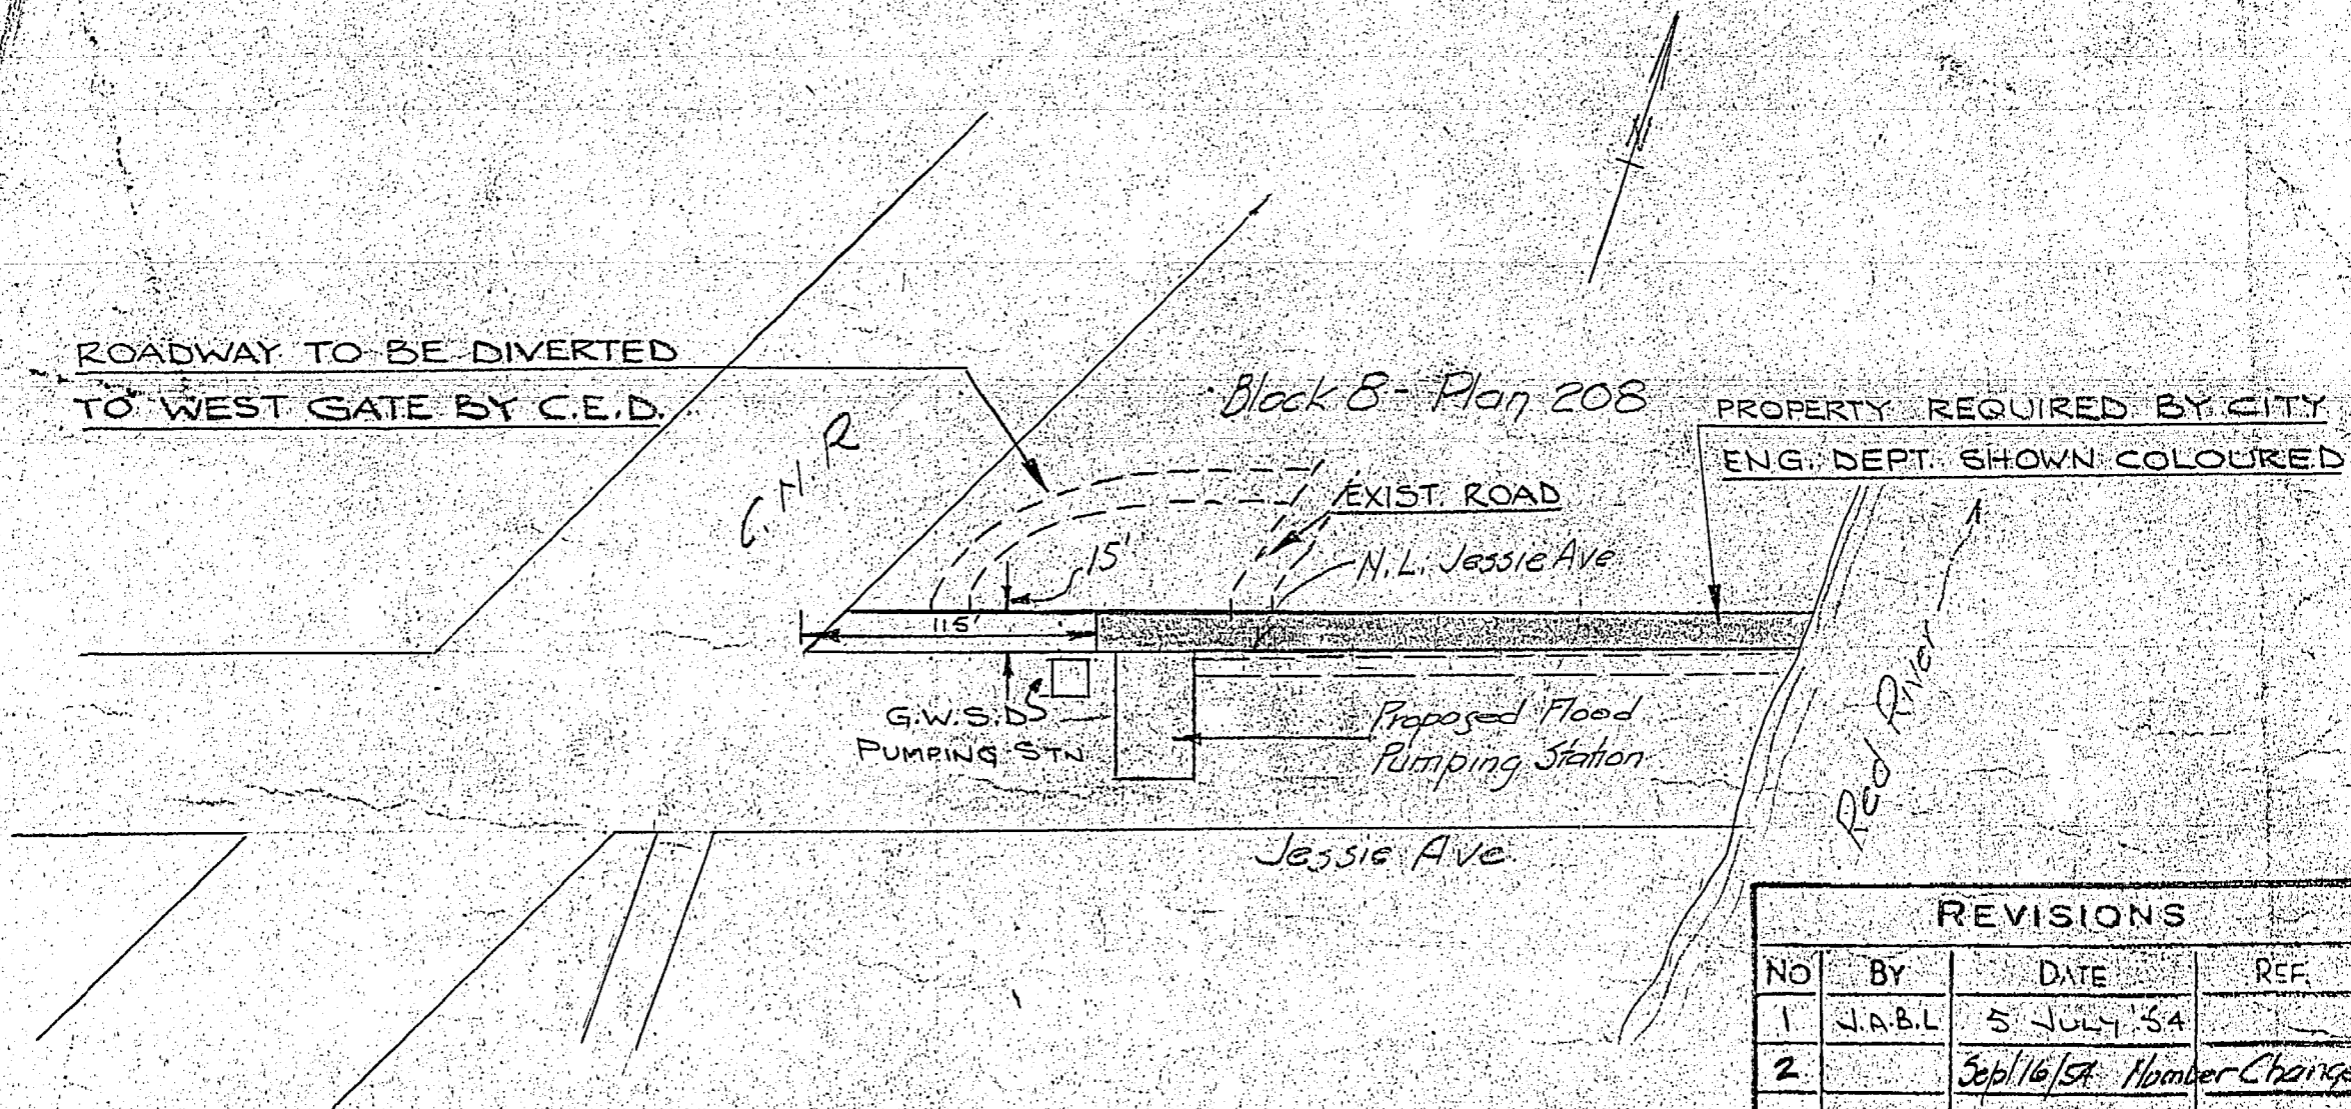 N
ROADWAY TO BE DIVERTED
TO WEST GATE BY C.E.D.
C.N.R
Block 8 - Plan 208
PROPERTY REQUIRED BY CITY
ENG. DEPT. SHOWN COLOURED
EXIST. ROAD
15'
N.L. Jessie Ave
115'
G.W.S.D
PUMPING STN
Proposed Flood
Pumping Station
Red River
Jessie Ave.
REVISIONS
NO BY DATE REF.
1 J.A.B.L 5 JULY '54 —
2 Sept 16/54 Number Change